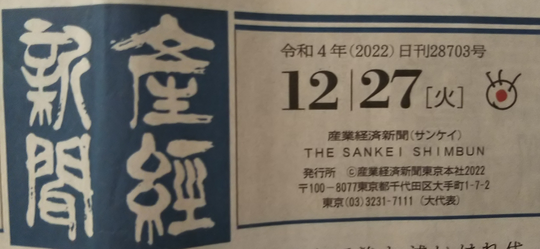 産經
新聞
令和4年(2022)日刊28703号
12|27[火]
産業経済新聞(サンケイ)
THE SANKEI SHIMBUN
発行所 ©産業経済新聞東京本社2022
〒100-8077東京都千代田区大手町1-7-2
東京(03)3231-7111 (大代表)